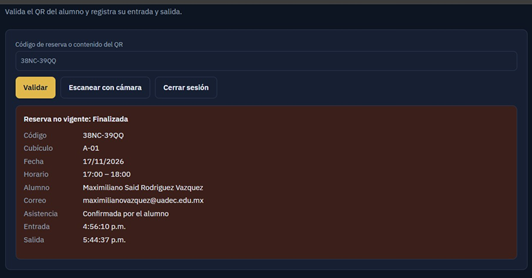 Valida el QR del alumno y registra su entrada y salida.
Código de reserva o contenido del QR
38NC-39QQ
Validar Escanear con cámara Cerrar sesión
Reserva no vigente: Finalizada
Código 38NC-39QQ
Cubículo A-01
Fecha 17/11/2026
Horario 17:00 – 18:00
Alumno Maximiliano Said Rodriguez Vazquez
Correo maximilianovazquez@uadec.edu.mx
Asistencia Confirmada por el alumno
Entrada 4:56:10 p.m.
Salida 5:44:37 p.m.